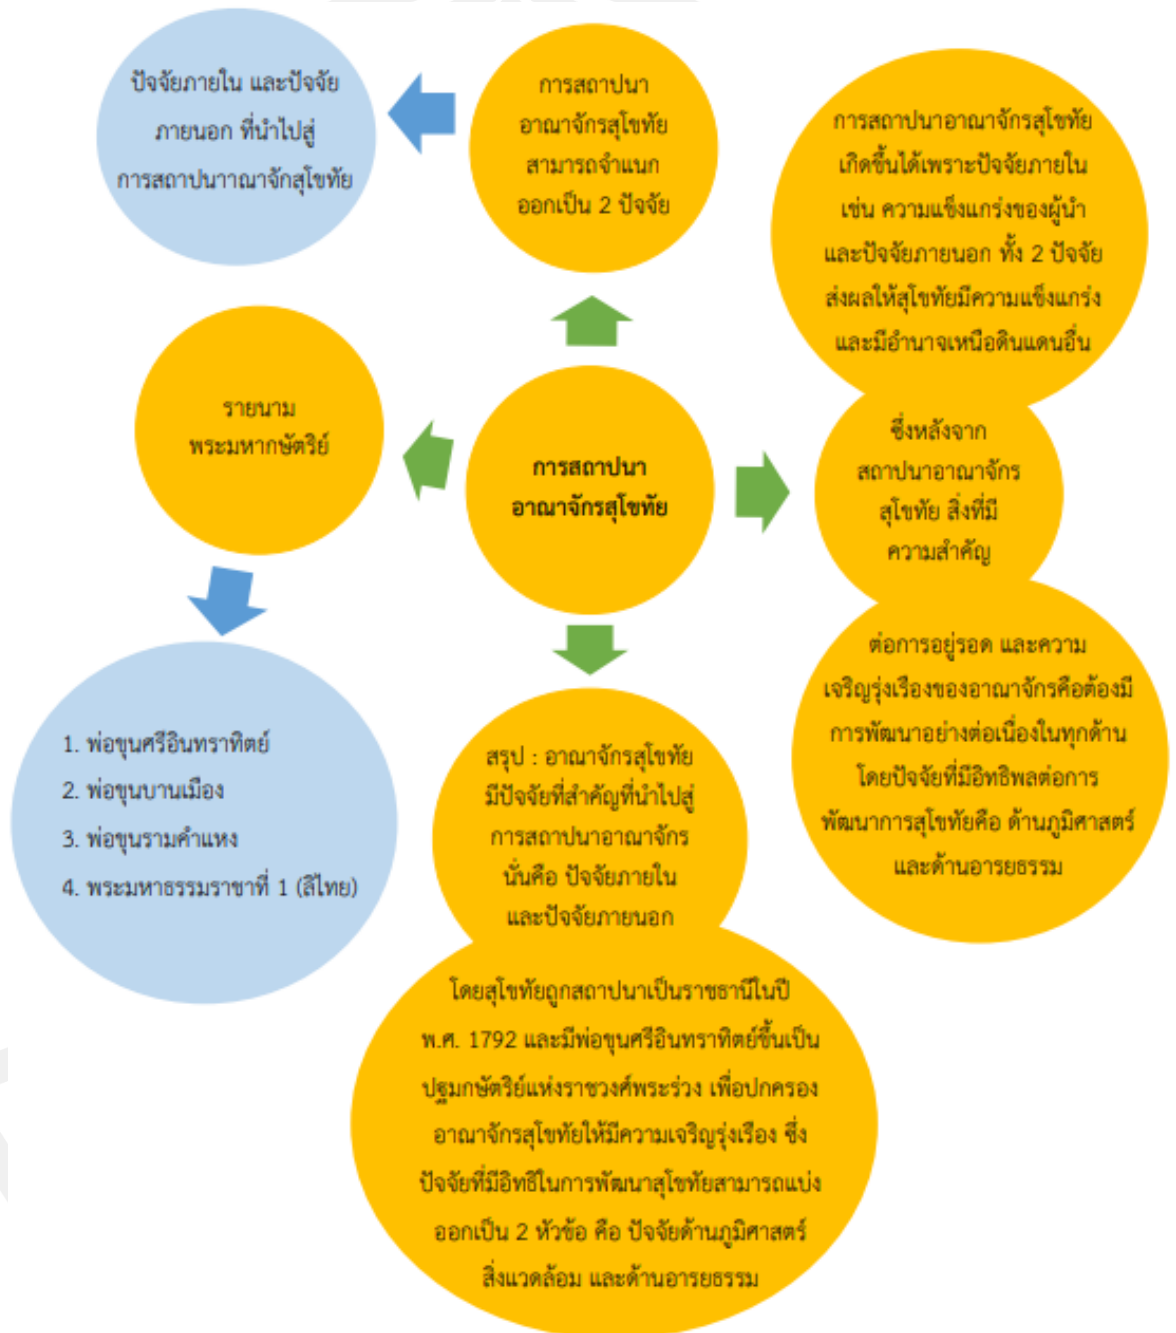 ปัจจัยภายใน และปัจจัย
ภายนอก ที่นำไปสู่
การสถาปนาาณาจักสุโขทัย
การสถาปนา
อาณาจักรสุโขทัย
สามารถจำแนก
ออกเป็น 2 ปัจจัย
การสถาปนาอาณาจักรสุโขทัย
เกิดขึ้นได้เพราะปัจจัยภายใน
เช่น ความแข็งแกร่งของผู้นำ
และปัจจัยภายนอก ทั้ง 2 ปัจจัย
ส่งผลให้สุโขทัยมีความแข็งแกร่ง
และมีอำนาจเหนือดินแดนอื่น
ซึ่งหลังจาก
สถาปนาอาณาจักร
สุโขทัย สิ่งที่มี
ความสำคัญ
ต่อการอยู่รอด และความ
เจริญรุ่งเรืองของอาณาจักรคือต้องมี
การพัฒนาอย่างต่อเนื่องในทุกด้าน
โดยปัจจัยที่มีอิทธิพลต่อการ
พัฒนาการสุโขทัยคือ ด้านภูมิศาสตร์
และด้านอารยธรรม
รายนาม
พระมหากษัตริย์
การสถาปนา
อาณาจักรสุโขทัย
1. พ่อขุนศรีอินทราทิตย์
2. พ่อขุนบานเมือง
3. พ่อขุนรามคำแหง
4. พระมหาธรรมราชาที่ 1 (ลิไทย)
สรุป : อาณาจักรสุโขทัย
มีปัจจัยที่สำคัญที่นำไปสู่
การสถาปนาอาณาจักร
นั่นคือ ปัจจัยภายใน
และปัจจัยภายนอก
โดยสุโขทัยถูกสถาปนาเป็นราชธานีในปี
พ.ศ. 1792 และมีพ่อขุนศรีอินทราทิตย์ขึ้นเป็น
ปฐมกษัตริย์แห่งราชวงศ์พระร่วง เพื่อปกครอง
อาณาจักรสุโขทัยให้มีความเจริญรุ่งเรือง ซึ่ง
ปัจจัยที่มีอิทธิในการพัฒนาสุโขทัยสามารถแบ่ง
ออกเป็น 2 หัวข้อ คือ ปัจจัยด้านภูมิศาสตร์
สิ่งแวดล้อม และด้านอารยธรรม